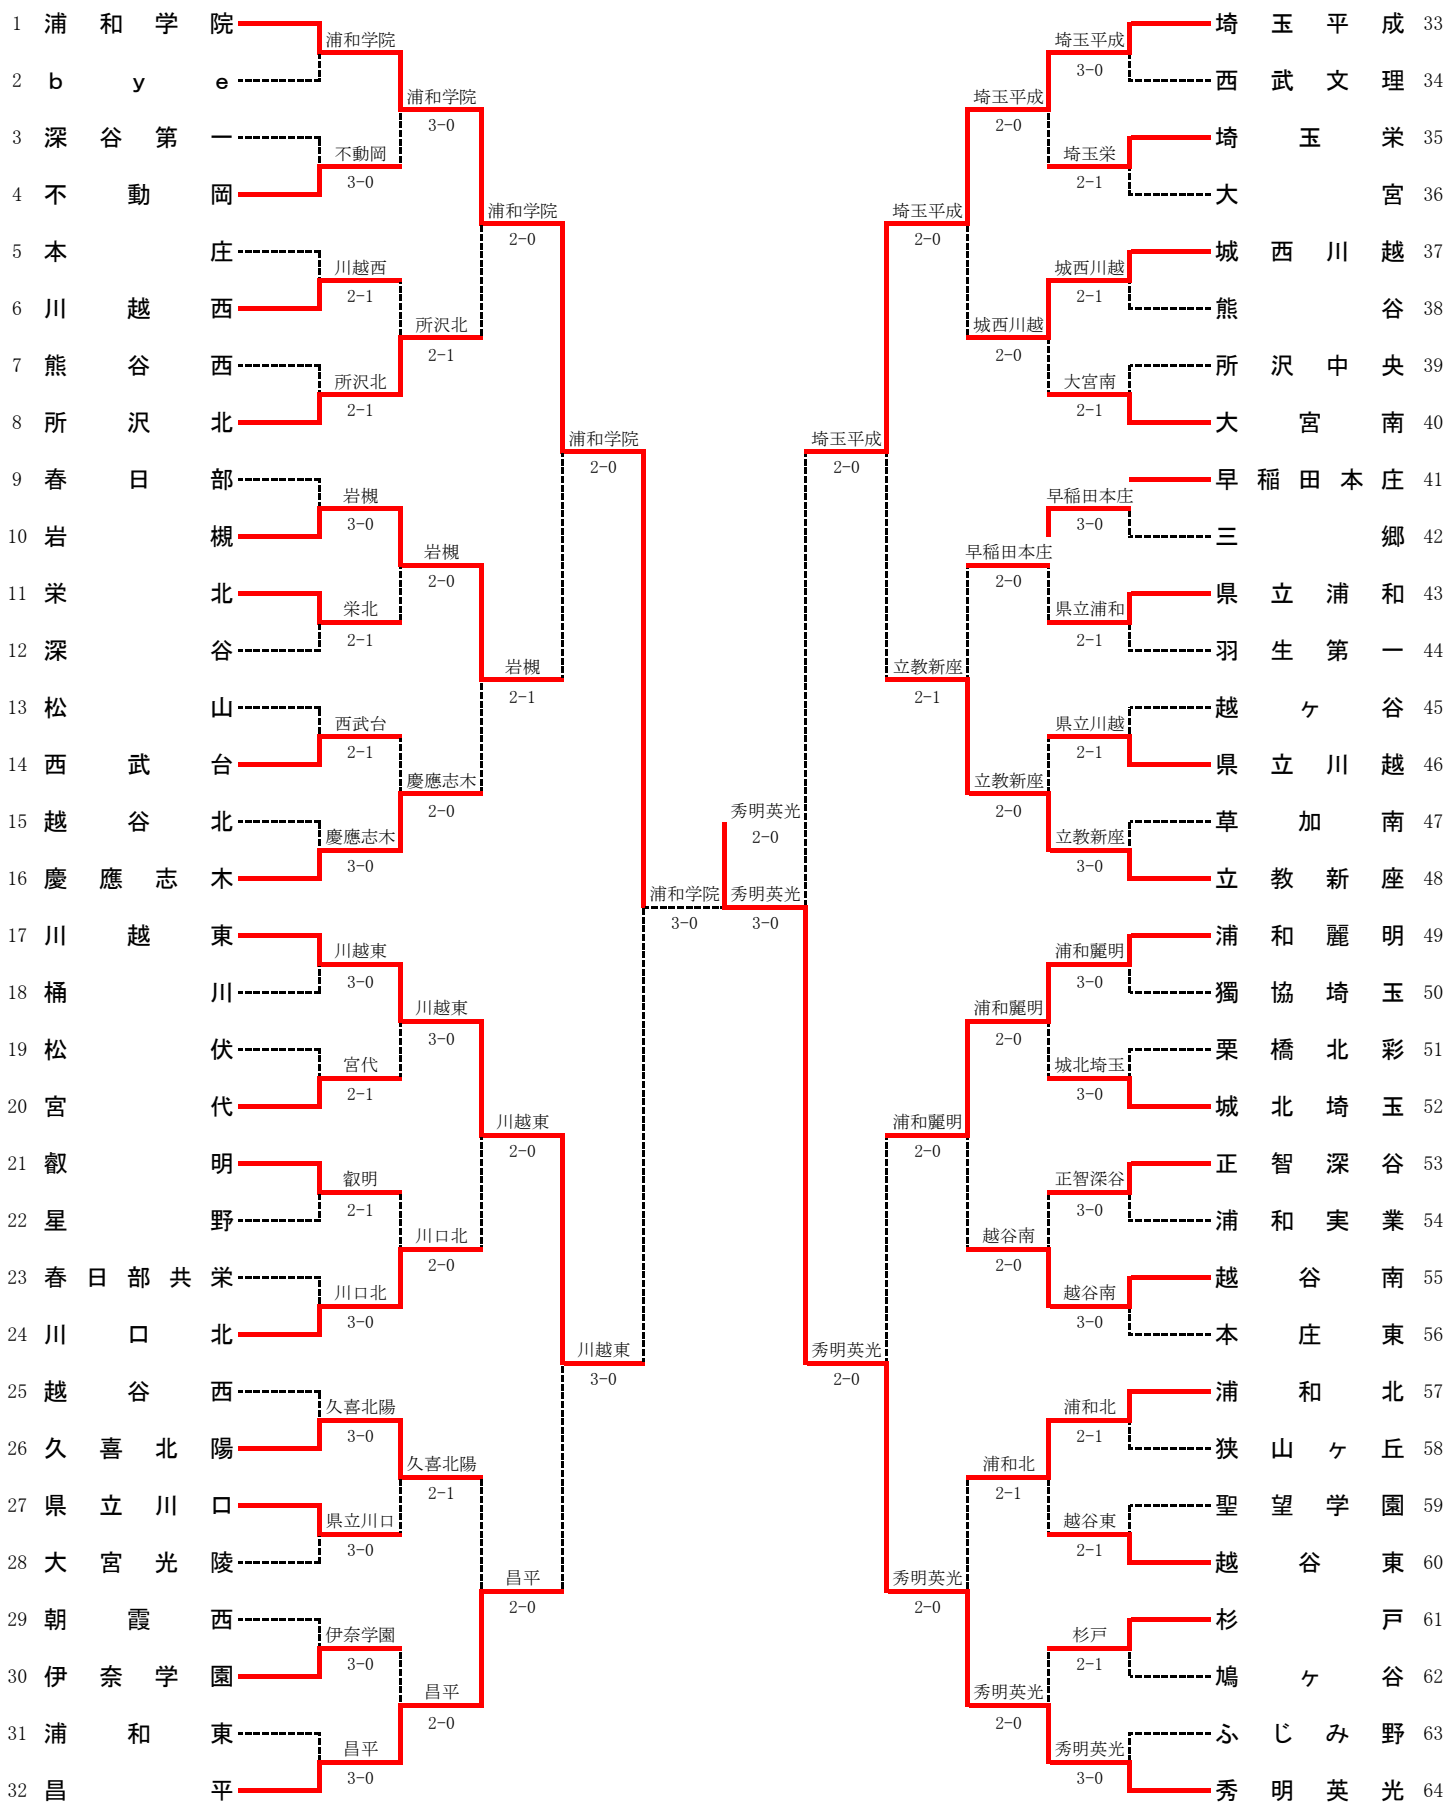 1 浦和学院
2 bye
3 深谷第一
4 不動岡
5 本庄
6 川越西
7 熊谷西
8 所沢北
9 春日部
10 岩槻
11 栄北
12 深谷
13 松山
14 西武台
15 越谷北
16 慶應志木
17 川越東
18 桶川
19 松伏
20 宮代
21 叡明
22 星野
23 春日部共栄
24 川口北
25 越谷西
26 久喜北陽
27 県立川口
28 大宮光陵
29 朝霞西
30 伊奈学園
31 浦和東
32 昌平
浦和学院
不動岡
3-0
川越西
2-1
所沢北
2-1
岩槻
3-0
栄北
2-1
西武台
2-1
慶應志木
3-0
川越東
3-0
宮代
2-1
叡明
2-1
川口北
3-0
久喜北陽
3-0
県立川口
3-0
伊奈学園
3-0
昌平
3-0
浦和学院
3-0
所沢北
2-1
岩槻
2-0
慶應志木
2-0
川越東
3-0
川口北
2-0
久喜北陽
2-1
昌平
2-0
浦和学院
2-0
岩槻
2-1
川越東
2-0
昌平
2-0
浦和学院
2-0
川越東
3-0
浦和学院
3-0
秀明英光
2-0
秀明英光
3-0
埼玉平成
2-0
秀明英光
2-0
埼玉平成
2-0
立教新座
2-1
浦和麗明
2-0
秀明英光
2-0
埼玉平成
2-0
城西川越
2-0
早稲田本庄
2-0
立教新座
2-0
浦和麗明
2-0
越谷南
2-0
浦和北
2-1
秀明英光
2-0
埼玉平成
3-0
埼玉栄
2-1
城西川越
2-1
大宮南
2-1
早稲田本庄
3-0
県立浦和
2-1
県立川越
2-1
立教新座
3-0
浦和麗明
3-0
城北埼玉
3-0
正智深谷
3-0
越谷南
3-0
浦和北
2-1
越谷東
2-1
杉戸
2-1
秀明英光
3-0
埼玉平成 33
西武文理 34
埼玉栄 35
大宮 36
城西川越 37
熊谷 38
所沢中央 39
大宮南 40
早稲田本庄 41
三郷 42
県立浦和 43
羽生第一 44
越ヶ谷 45
県立川越 46
草加南 47
立教新座 48
浦和麗明 49
獨協埼玉 50
栗橋北彩 51
城北埼玉 52
正智深谷 53
浦和実業 54
越谷南 55
本庄東 56
浦和北 57
狭山ヶ丘 58
聖望学園 59
越谷東 60
杉戸 61
鳩ヶ谷 62
ふじみ野 63
秀明英光 64